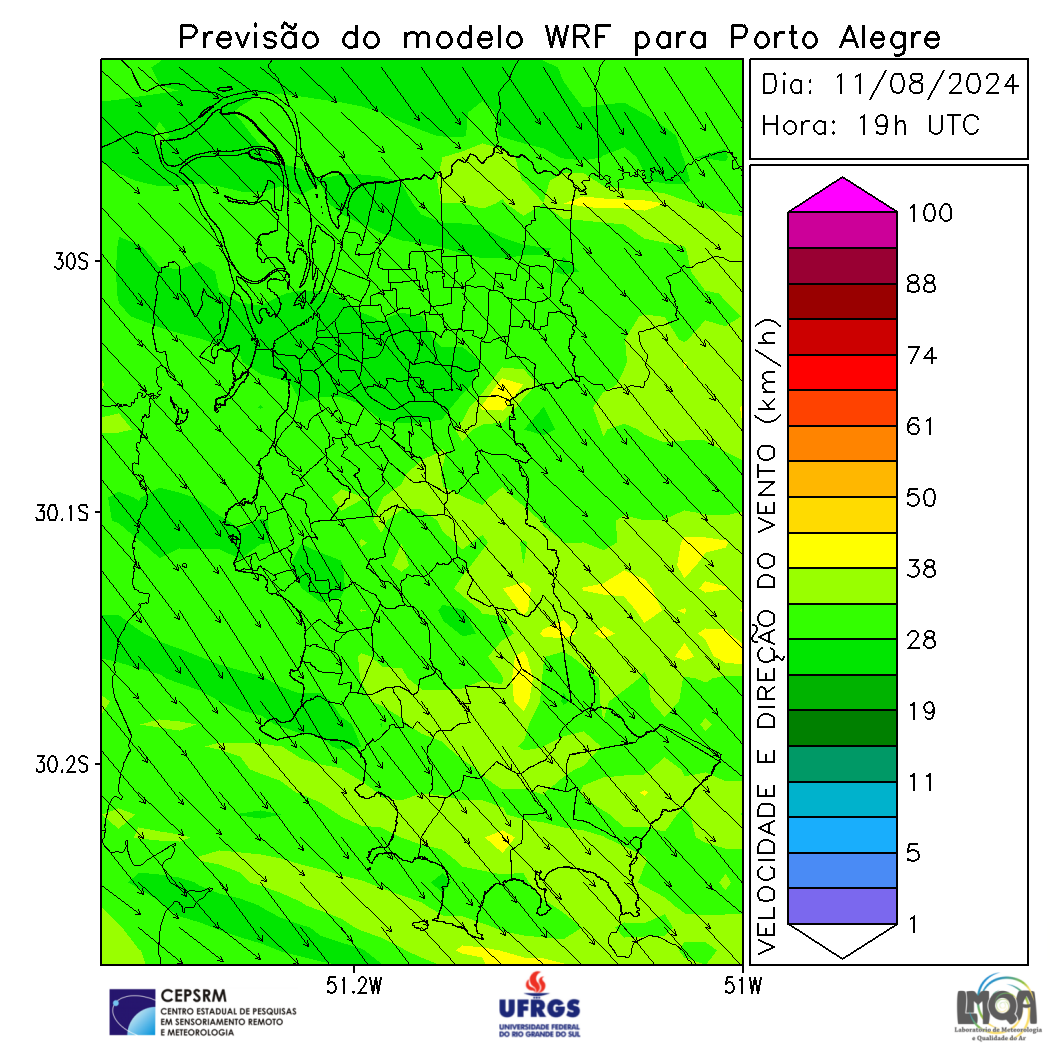 Previsão do modelo WRF para Porto Alegre
Dia: 11/08/2024
Hora: 19h UTC
30S
30.1S
30.2S
51.2W
51W
VELOCIDADE E DIREÇÃO DO VENTO (km/h)
100
88
74
61
50
38
28
19
11
5
1
CEPSRM
CENTRO ESTADUAL DE PESQUISAS
EM SENSORIAMENTO REMOTO
E METEOROLOGIA
UFRGS
UNIVERSIDADE FEDERAL
DO RIO GRANDE DO SUL
LMQA
Laboratório de Meteorologia
e Qualidade do Ar